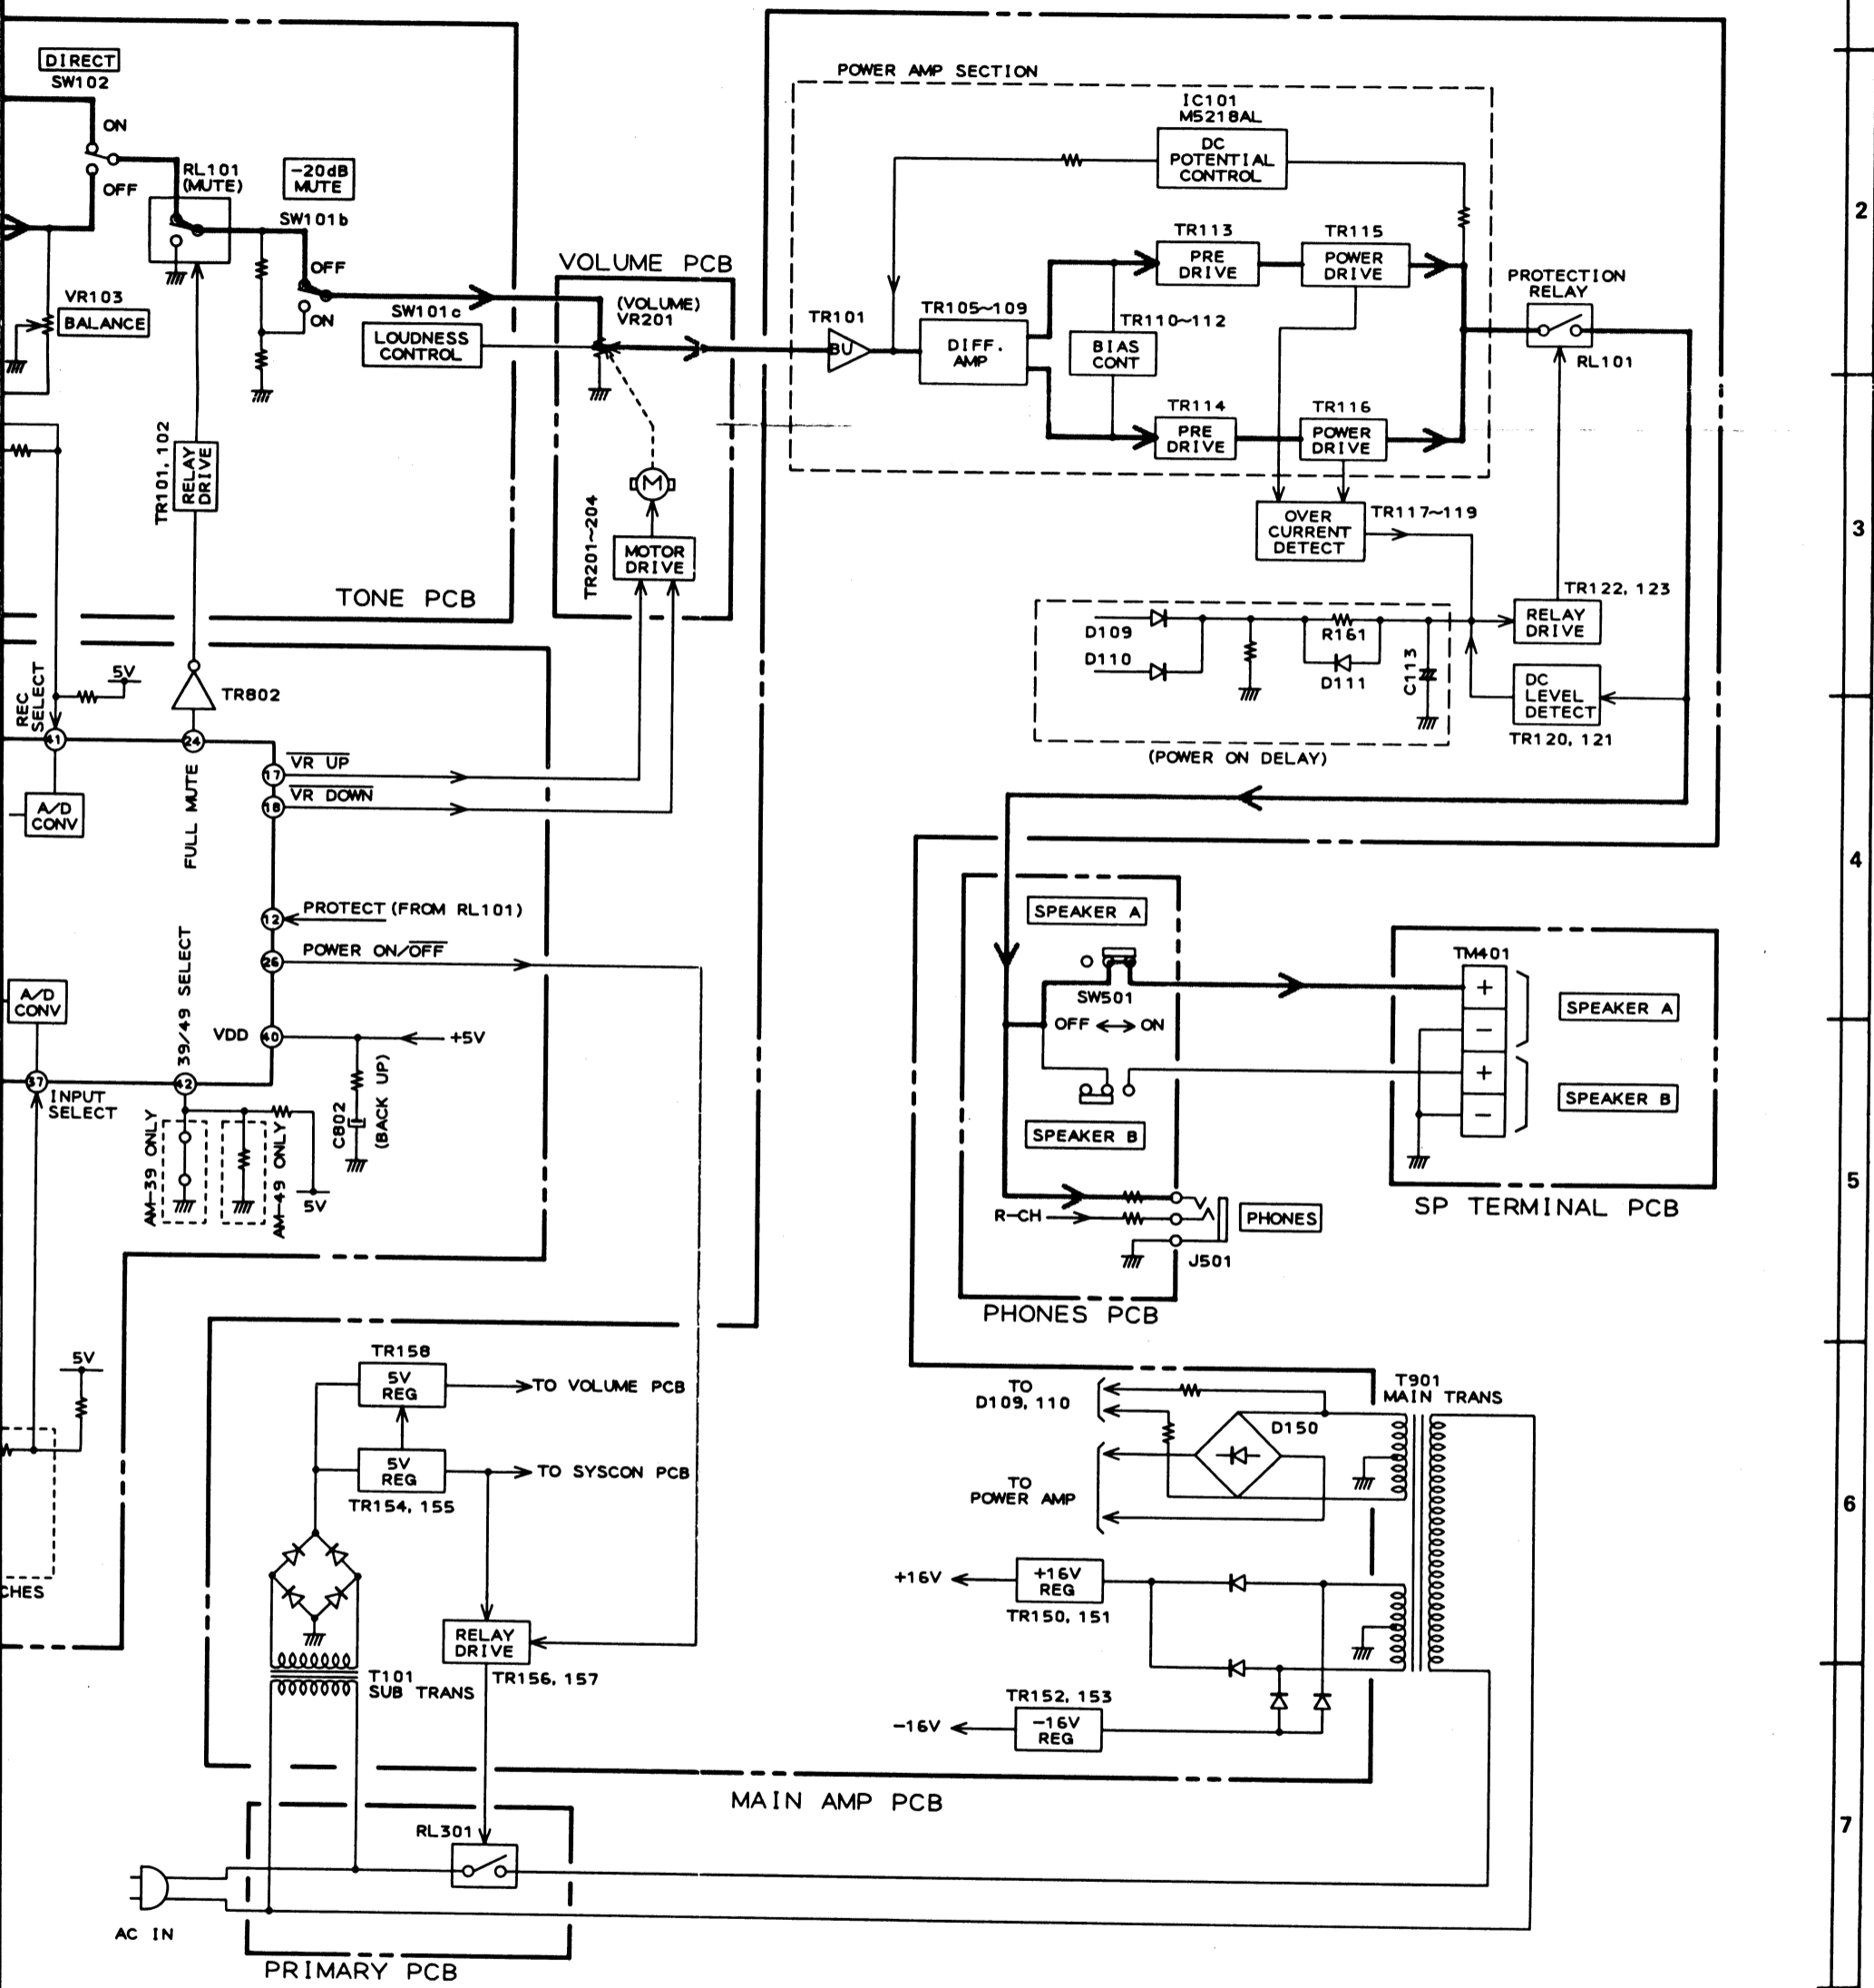 DIRECT
SW102
ON
OFF
RL101
(MUTE)
-20dB
MUTE
SW101b
OFF
ON
VR103
BALANCE
SW101c
LOUDNESS
CONTROL
TR101, 102
RELAY
DRIVE
TONE PCB
VOLUME PCB
(VOLUME)
VR201
M
TR201~204
MOTOR
DRIVE
POWER AMP SECTION
IC101
M5218AL
DC
POTENTIAL
CONTROL
TR101
BU
TR105~109
DIFF.
AMP
TR110~112
BIAS
CONT
TR113
PRE
DRIVE
TR115
POWER
DRIVE
TR114
PRE
DRIVE
TR116
POWER
DRIVE
PROTECTION
RELAY
RL101
OVER
CURRENT
DETECT
TR117~119
TR122, 123
RELAY
DRIVE
D109
D110
R161
D111
C113
DC
LEVEL
DETECT
TR120, 121
(POWER ON DELAY)
REC
SELECT
5V
TR802
41
24
A/D
CONV
FULL MUTE
17
VR UP
18
VR DOWN
12
PROTECT (FROM RL101)
26
POWER ON/OFF
39/49 SELECT
A/D
CONV
VDD
40
+5V
37
42
INPUT
SELECT
C802
(BACK UP)
AM-39 ONLY
AM-49 ONLY
5V
SPEAKER A
SW501
OFF ↔ ON
SPEAKER B
R-CH
PHONES
J501
PHONES PCB
TM401
+
-
+
-
SPEAKER A
SPEAKER B
SP TERMINAL PCB
5V
CHES
TR158
5V
REG
TO VOLUME PCB
5V
REG
TO SYSCON PCB
TR154, 155
RELAY
DRIVE
TR156, 157
T101
SUB TRANS
TO
D109, 110
D150
T901
MAIN TRANS
TO
POWER AMP
+16V
+16V
REG
TR150, 151
TR152, 153
-16V
-16V
REG
MAIN AMP PCB
RL301
AC IN
PRIMARY PCB
2
3
4
5
6
7